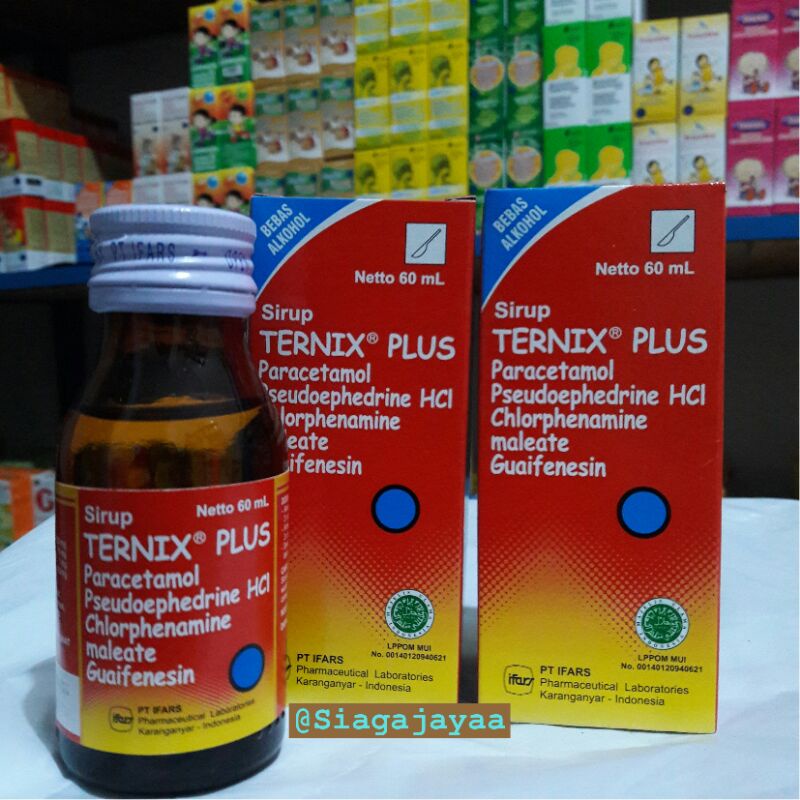 PT IFARS
Sirup
Netto 60 mL
TERNIX® PLUS
Paracetamol
Pseudoephedrine HCl
Chlorphenamine
maleate
Guaifenesin
ifars
PT IFARS
Pharmaceutical Laboratories
Karanganyar - Indonesia
BEBAS
ALKOHOL
Netto 60 mL
Sirup
TERNIX® PLUS
Paracetamol
Pseudoephedrine HCl
Chlorphenamine
maleate
Guaifenesin
LPPOM MUI
No. 00140120940621
PT IFARS
Pharmaceutical Laboratories
Karanganyar - Indonesia
BEBAS
ALKOHOL
Netto 60 mL
Sirup
TERNIX® PLUS
Paracetamol
Pseudoephedrine HCl
Chlorphenamine
maleate
Guaifenesin
LPPOM MUI
No. 00140120940621
ifars
PT IFARS
Pharmaceutical Laboratories
Karanganyar - Indonesia
@Siagajayaa